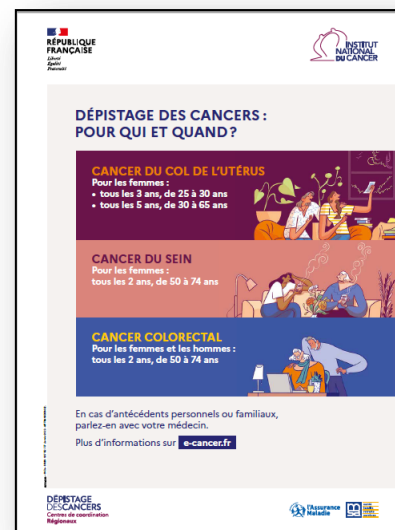 RÉPUBLIQUE
FRANÇAISE
Liberté
Égalité
Fraternité
INSTITUT
NATIONAL
DU CANCER
DÉPISTAGE DES CANCERS :
POUR QUI ET QUAND ?
CANCER DU COL DE L'UTÉRUS
Pour les femmes :
• tous les 3 ans, de 25 à 30 ans
• tous les 5 ans, de 30 à 65 ans
CANCER DU SEIN
Pour les femmes :
tous les 2 ans, de 50 à 74 ans
CANCER COLORECTAL
Pour les femmes et les hommes :
tous les 2 ans, de 50 à 74 ans
En cas d'antécédents personnels ou familiaux,
parlez-en avec votre médecin.
Plus d'informations sur e-cancer.fr
DÉPISTAGE
DES CANCERS
Centres de coordination
Régionaux
l'Assurance
Maladie